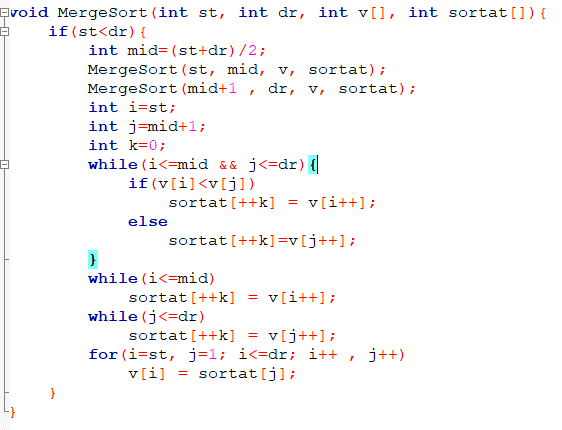 void MergeSort(int st, int dr, int v[], int sortat[]){
    if(st<dr){
        int mid=(st+dr)/2;
        MergeSort(st, mid, v, sortat);
        MergeSort(mid+1 , dr, v, sortat);
        int i=st;
        int j=mid+1;
        int k=0;
        while(i<=mid && j<=dr){
            if(v[i]<v[j])
                sortat[++k] = v[i++];
            else
                sortat[++k]=v[j++];
        }
        while(i<=mid)
            sortat[++k] = v[i++];
        while(j<=dr)
            sortat[++k] = v[j++];
        for(i=st, j=1; i<=dr; i++ , j++)
            v[i] = sortat[j];
    }
}